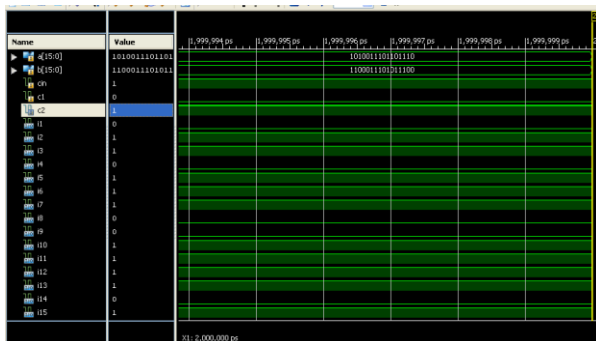 Name Value 1,999,994 ps 1,999,995 ps 1,999,996 ps 1,999,997 ps 1,999,998 ps 1,999,999 ps
a[15:0] 1010011101101 1010011101101110
b[15:0] 1100011101011 1100011101011100
cin 1
c1 0
c2 1
i1 0
i2 1
i3 1
i4 0
i5 1
i6 1
i7 1
i8 0
i9 0
i10 1
i11 1
i12 1
i13 1
i14 0
i15 1
X1: 2,000,000 ps